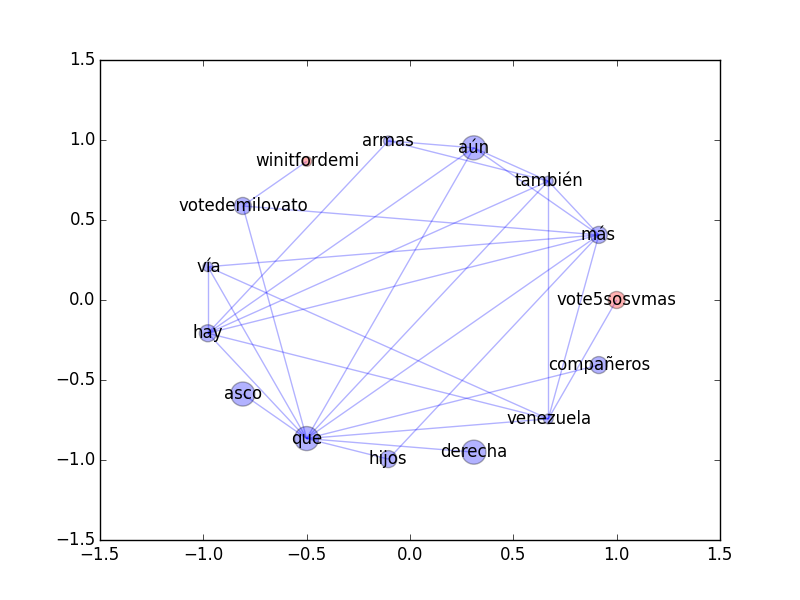 1.5
1.0
0.5
0.0
−0.5
−1.0
−1.5
armas
aún
winitfordemi
también
votedemilovato
más
vía
vote5sosvmas
hay
compañeros
asco
venezuela
que
derecha
hijos
−1.5
−1.0
−0.5
0.0
0.5
1.0
1.5